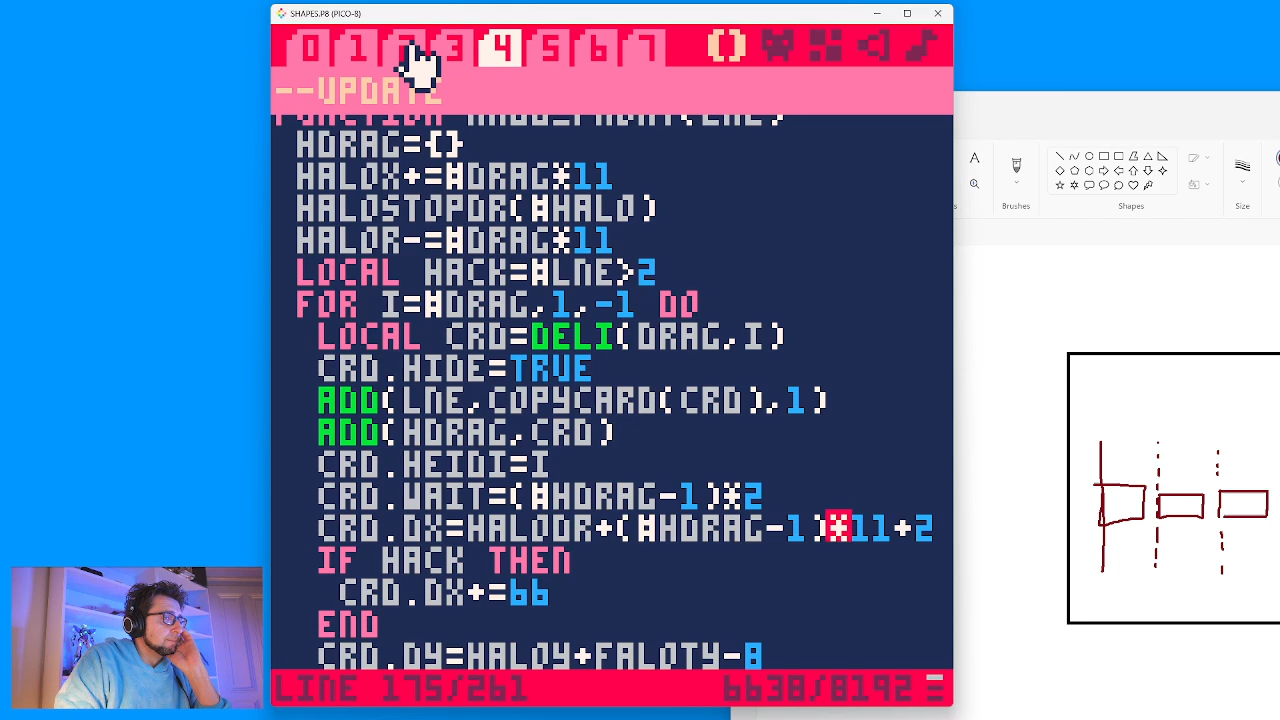 SHAPES.P8 (PICO-8)
0 1 2 3 4 5 6 7
--UPDATE
HDRAG={}
HALOX+=#DRAG*11
HALOSTOPDR(#HALO)
HALOR-=#DRAG*11
LOCAL HACK=#LNE>2
FOR I=#DRAG,1,-1 DO
LOCAL CRD=DELI(DRAG,I)
CRD.HIDE=TRUE
ADD(LNE,COPYCARD(CRD),1)
ADD(HDRAG,CRD)
CRD.HEIDI=I
CRD.WAIT=(#HDRAG-1)*2
CRD.DX=HALODR+(#HDRAG-1)*11+2
IF HACK THEN
CRD.DX+=66
END
CRD.DY=HALOY+FALOTY-8
LINE 175/261 6638/8192
A
Brushes
Shapes
Size